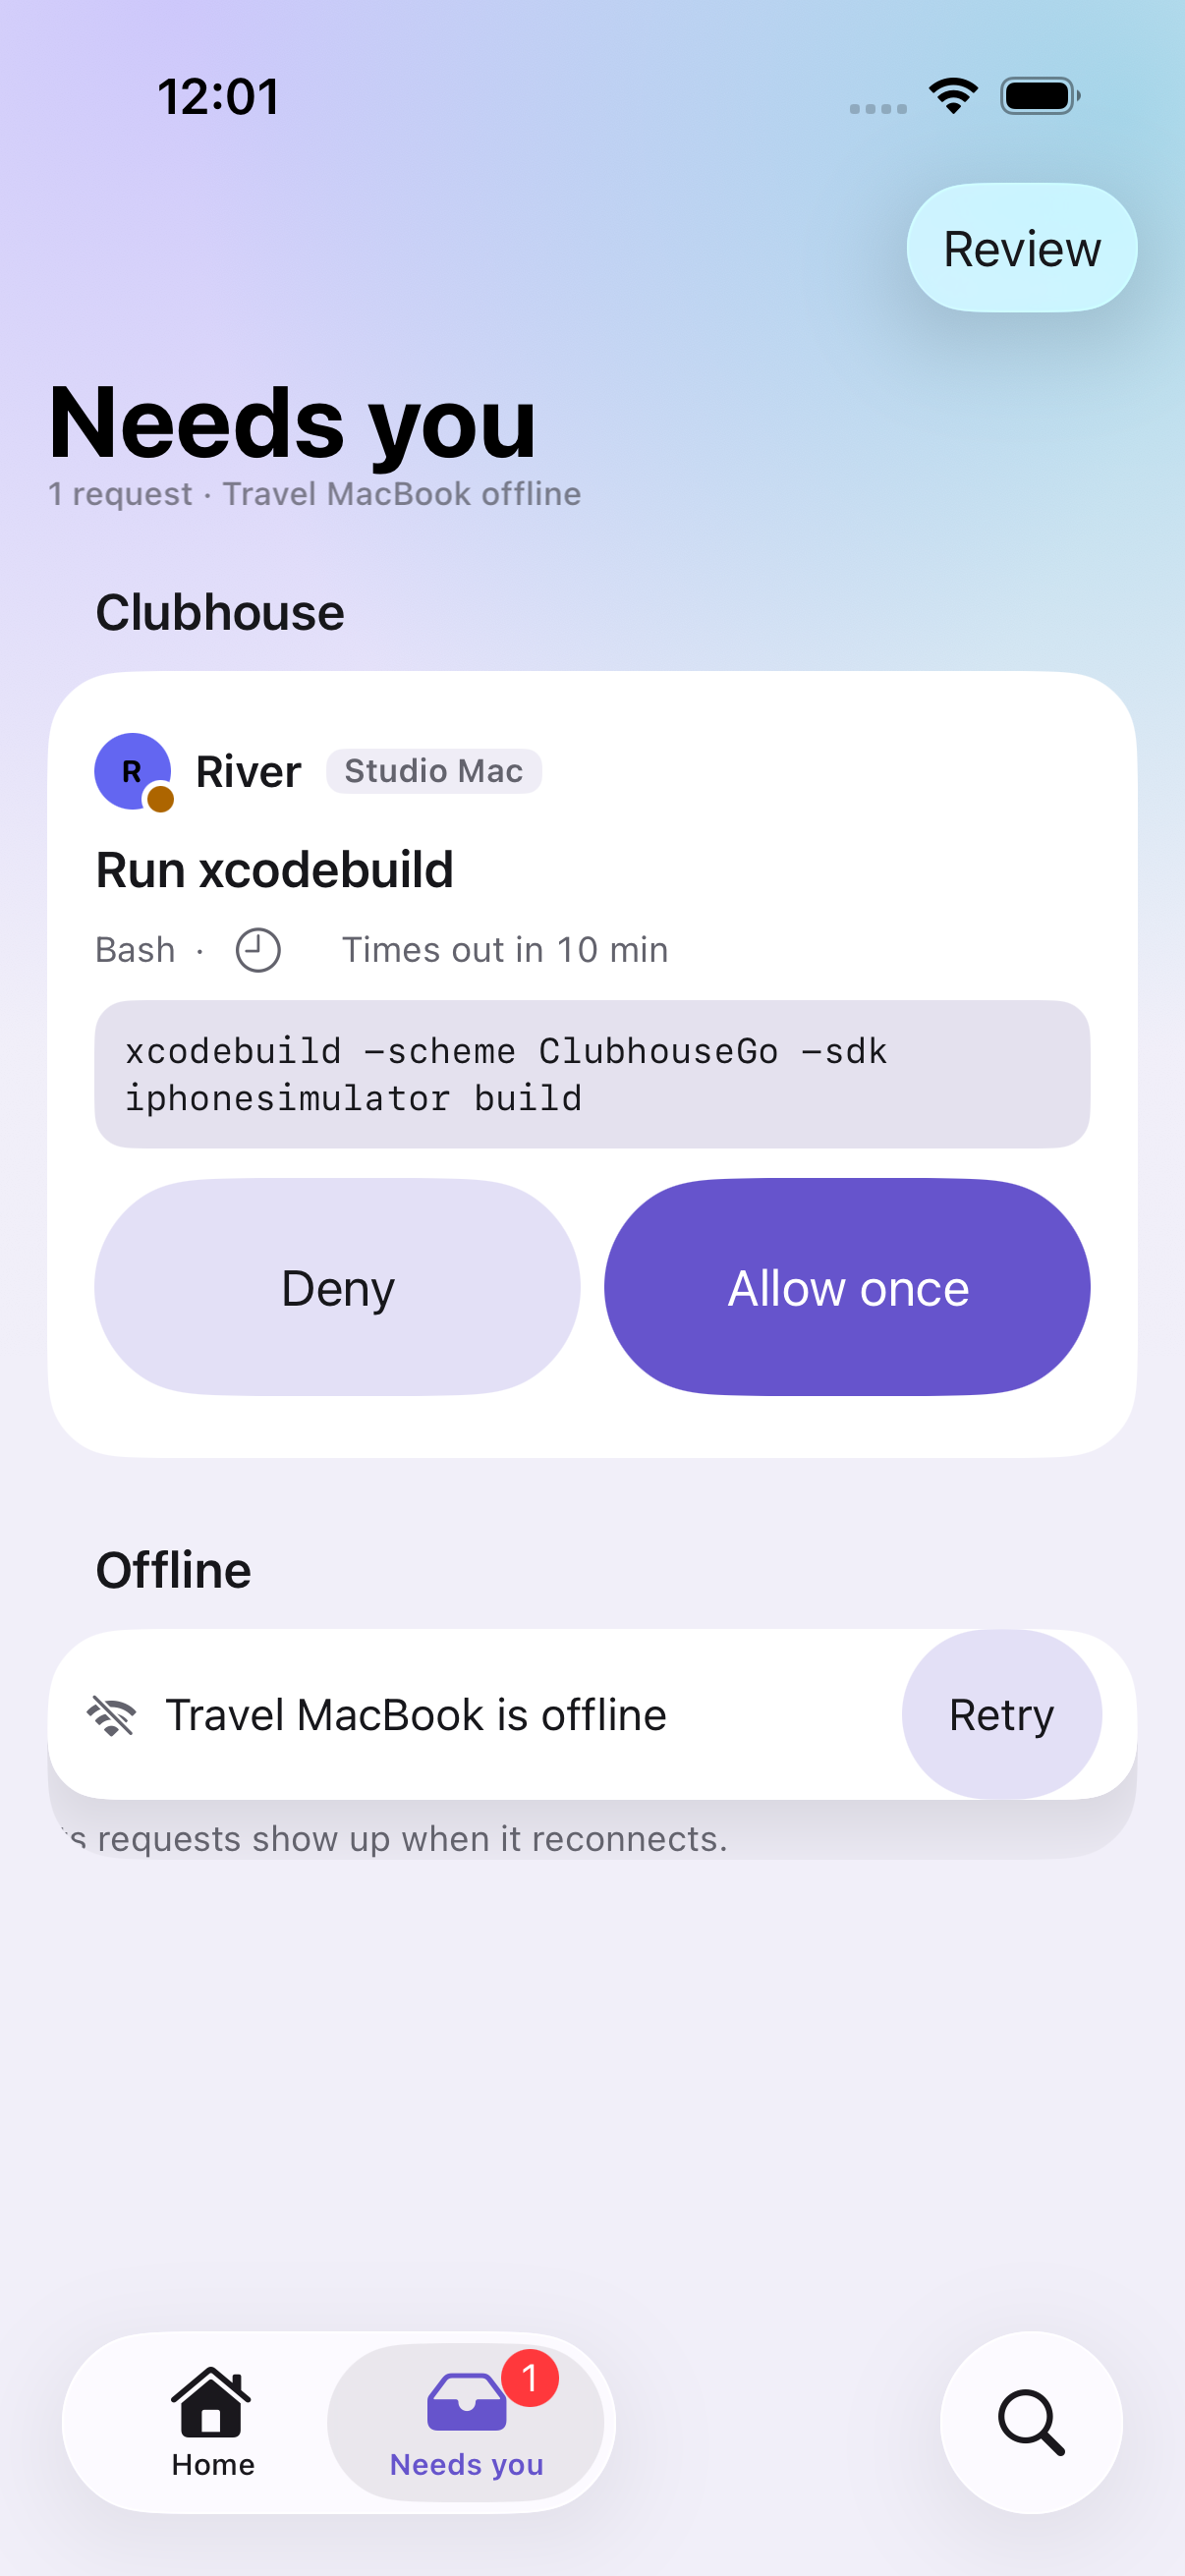 12:01
Review
Needs you
1 request · Travel MacBook offline
Clubhouse
R
River
Studio Mac
Run xcodebuild
Bash · Times out in 10 min
xcodebuild -scheme ClubhouseGo -sdk
iphonesimulator build
Deny
Allow once
Offline
Travel MacBook is offline
Retry
requests show up when it reconnects.
1
Home
Needs you